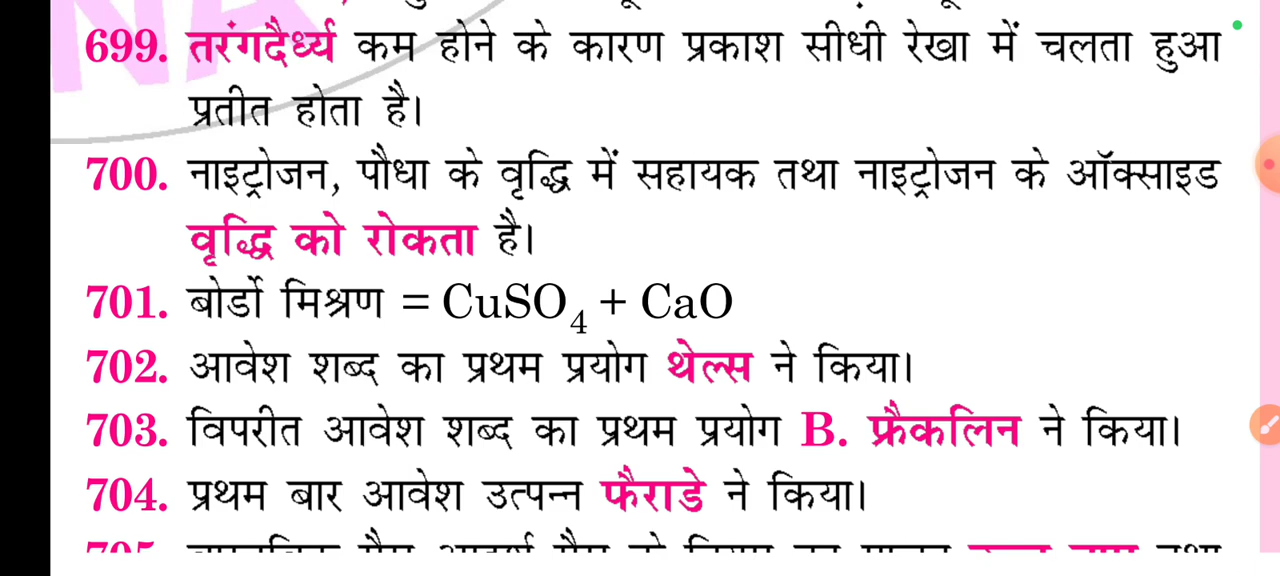 699. तरंगदैर्ध्य कम होने के कारण प्रकाश सीधी रेखा में चलता हुआ
प्रतीत होता है।
700. नाइट्रोजन, पौधा के वृद्धि में सहायक तथा नाइट्रोजन के ऑक्साइड
वृद्धि को रोकता है।
701. बोर्डो मिश्रण = CuSO₄ + CaO
702. आवेश शब्द का प्रथम प्रयोग थेल्स ने किया।
703. विपरीत आवेश शब्द का प्रथम प्रयोग B. फ्रैकलिन ने किया।
704. प्रथम बार आवेश उत्पन्न फैराडे ने किया।